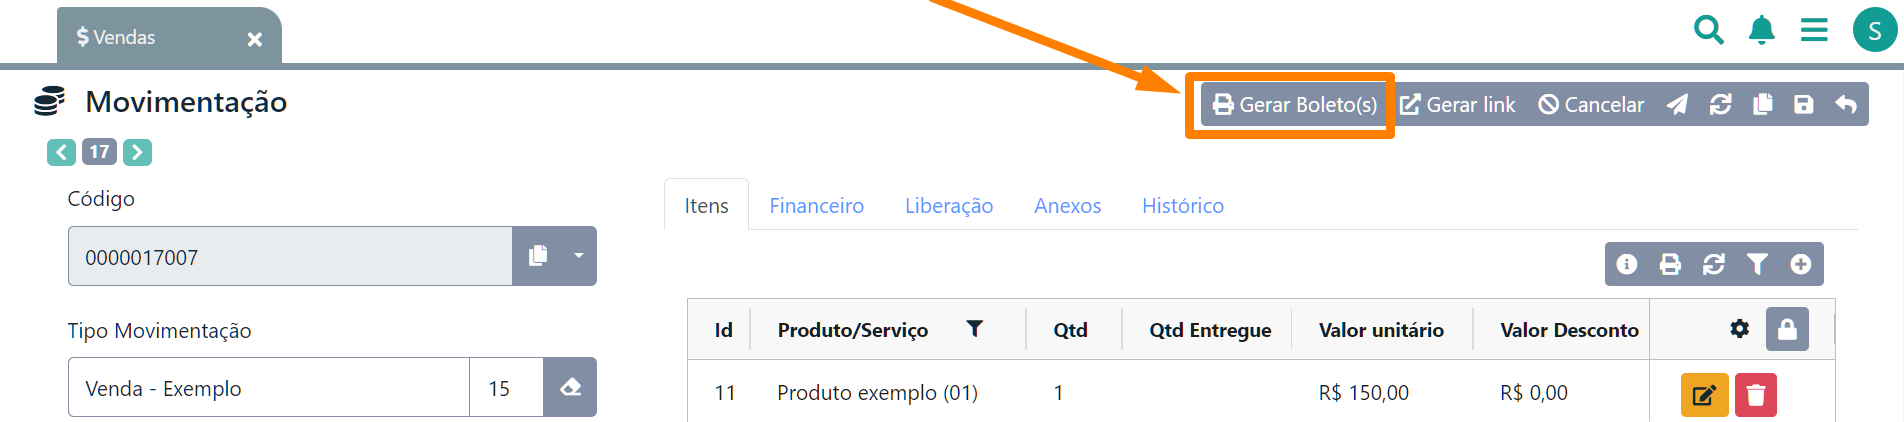 $ Vendas
S
Movimentação
Gerar Boleto(s) Gerar link Cancelar
17
Código
0000017007
Tipo Movimentação
Venda - Exemplo 15
Itens Financeiro Liberação Anexos Histórico
Id Produto/Serviço Qtd Qtd Entregue Valor unitário Valor Desconto
11 Produto exemplo (01) 1 R$ 150,00 R$ 0,00